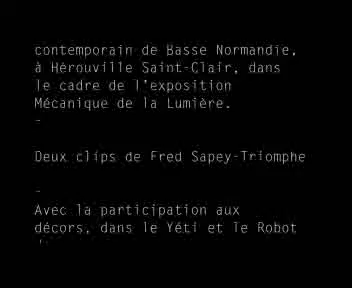 contemporain de Basse Normandie,
à Hérouville Saint-Clair, dans
le cadre de l'exposition
Mécanique de la Lumière.
-
Deux clips de Fred Sapey-Triomphe
-
Avec la participation aux
décors, dans le Yéti et le Robot